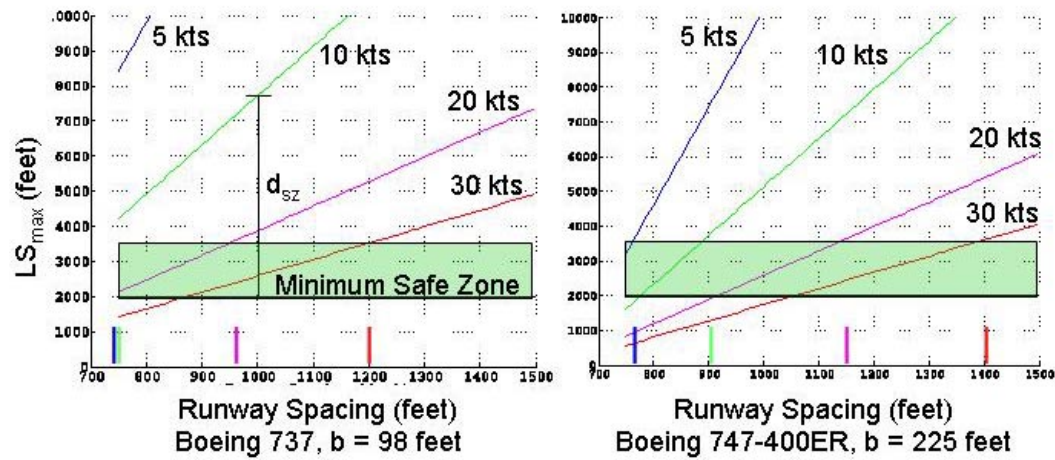 LS_max (feet)
.0000
9000
8000
7000
6000
5000
4000
3000
2000
1000
0
5 kts
10 kts
20 kts
30 kts
d_sz
Minimum Safe Zone
700 800 900 1000 1100 1200 1300 1400 1500
Runway Spacing (feet)
Boeing 737, b = 98 feet
10000
9000
8000
7000
6000
5000
4000
3000
2000
1000
0
5 kts
10 kts
20 kts
30 kts
700 800 900 1000 1100 1200 1300 1400 1500
Runway Spacing (feet)
Boeing 747-400ER, b = 225 feet